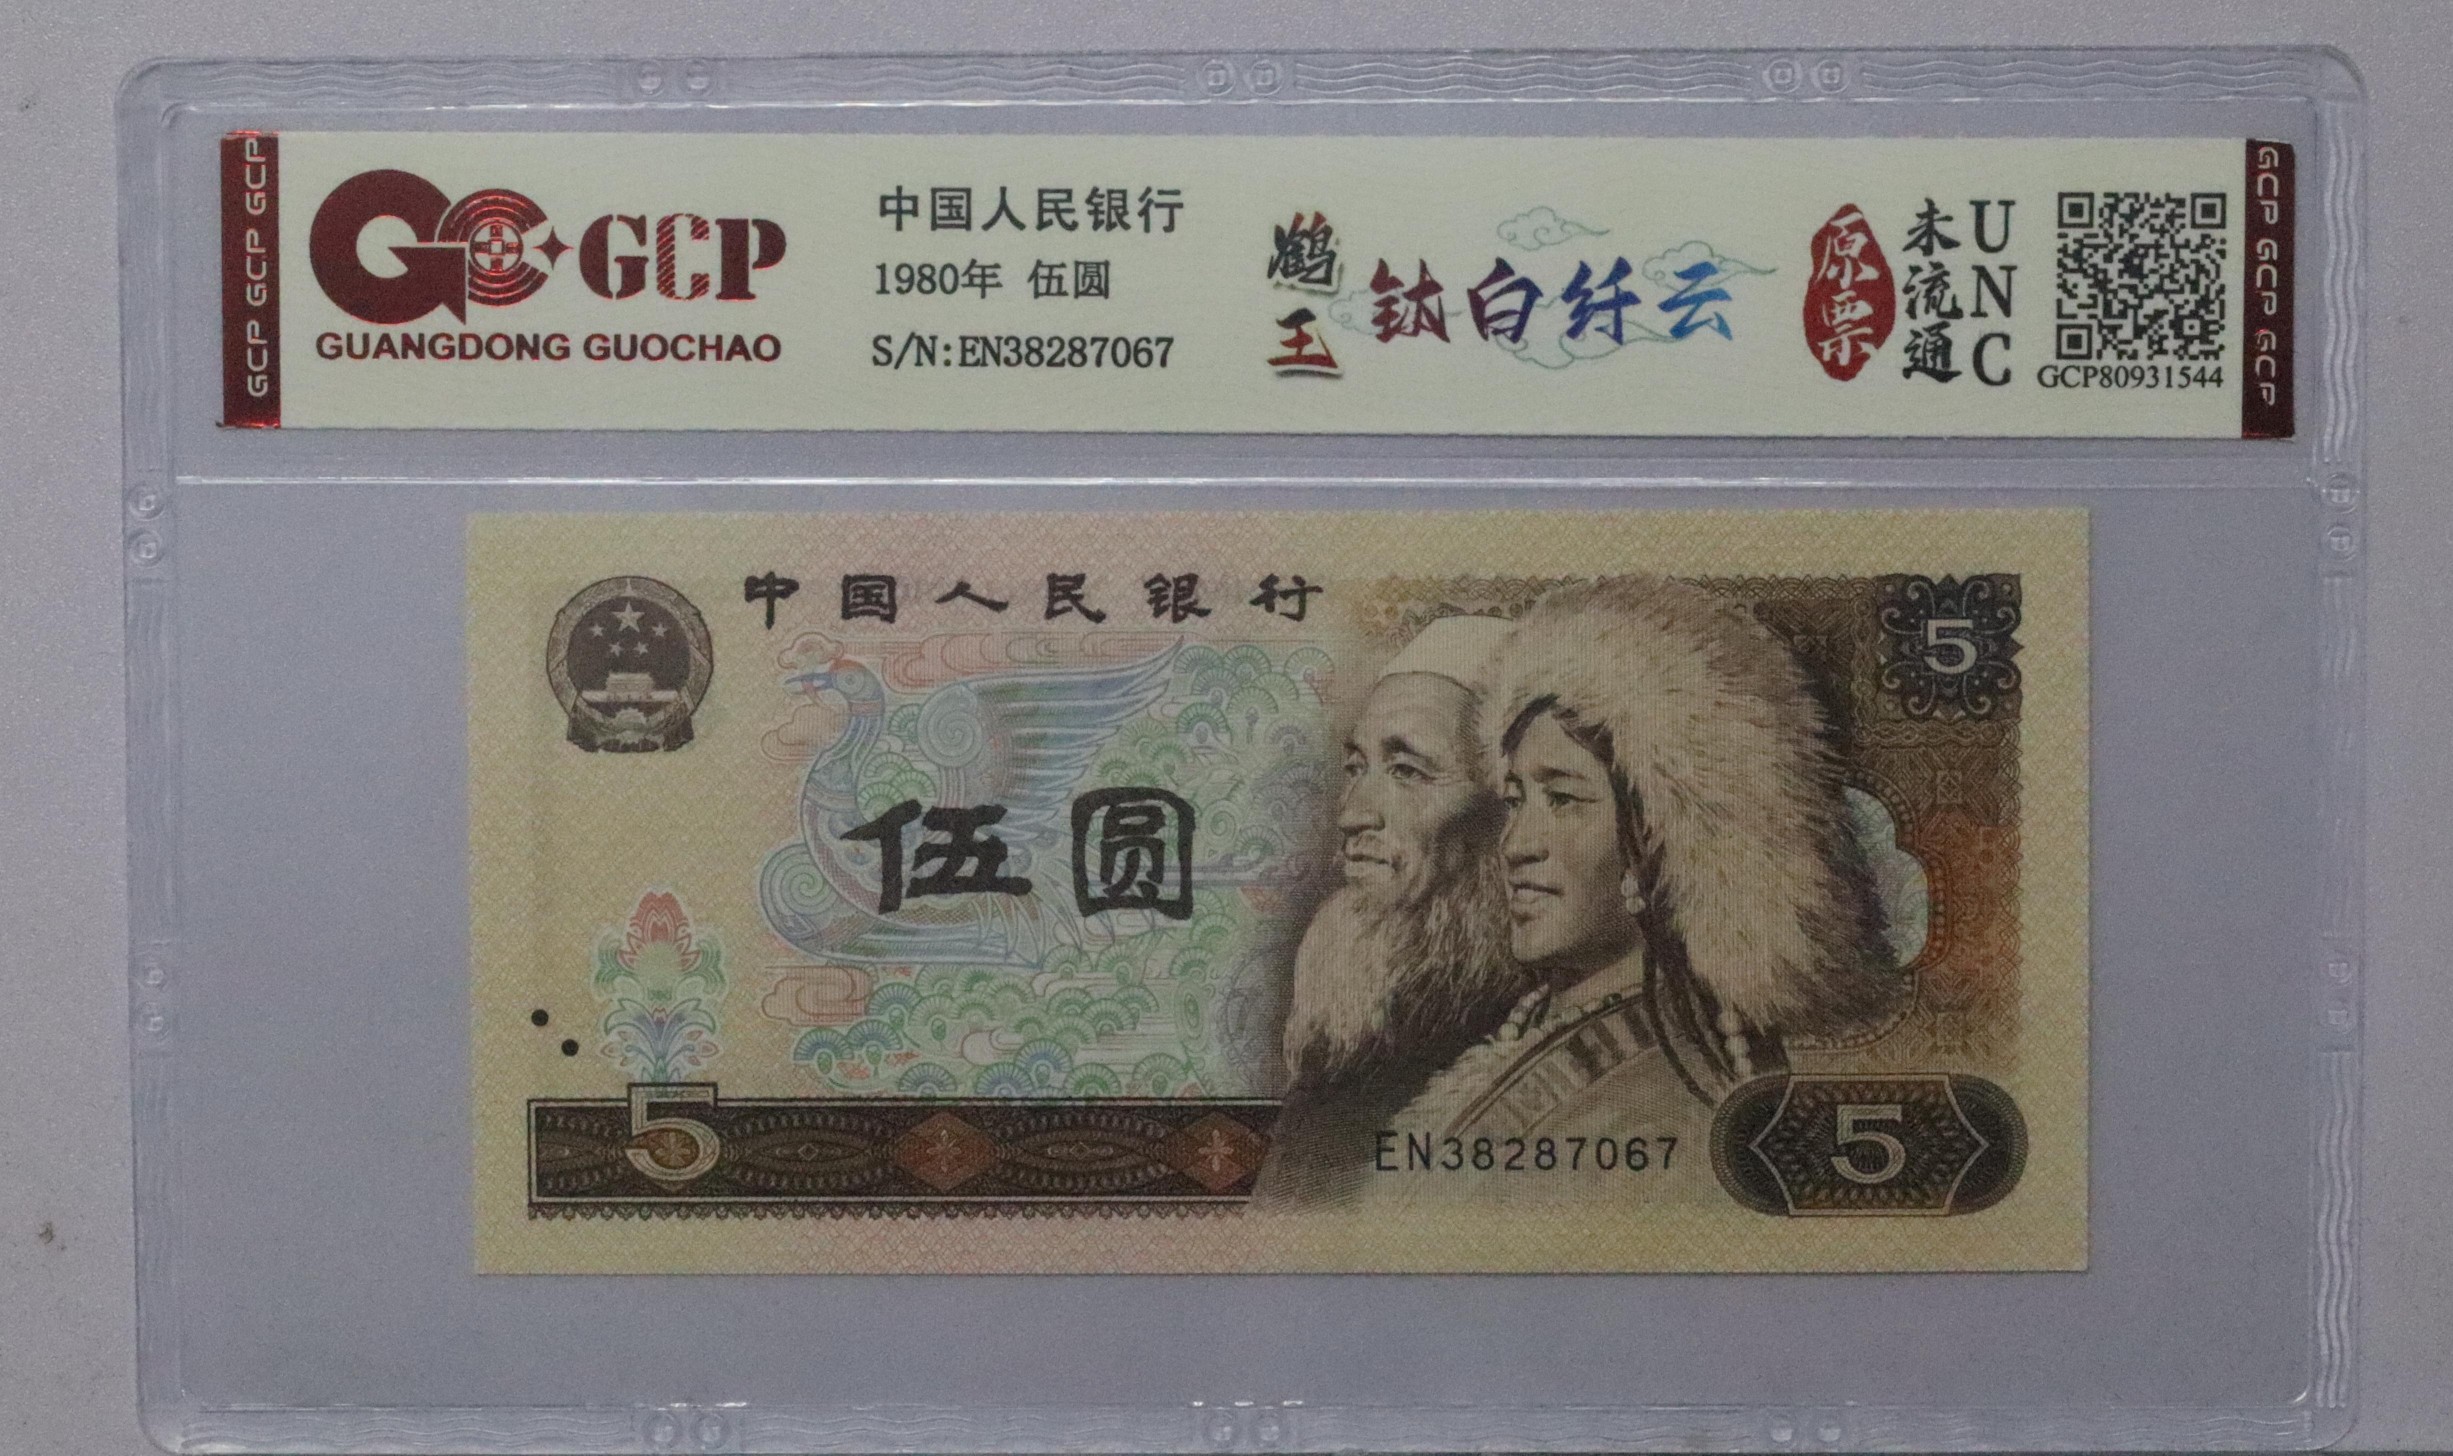 GCP GCP GCP
GCP
GUANGDONG GUOCHAO
中国人民银行
1980年 伍圆
S/N:EN38287067
鹤王
钛白纤云
原票
未流通
UNC
GCP80931544
GCP GCP GCP
中国人民银行
5
伍圆
5
EN38287067
5